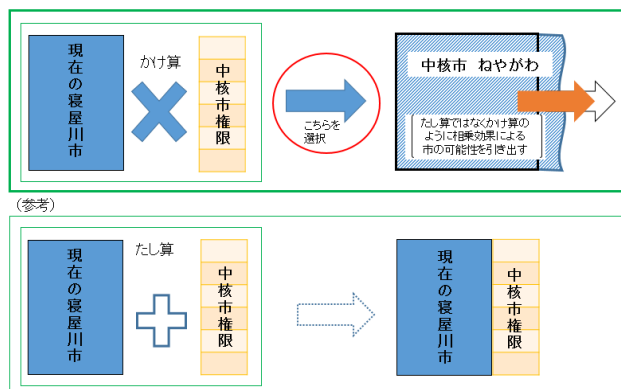 現在の寝屋川市
かけ算
中核市権限
こちらを
選択
中核市 ねやがわ
たし算ではなくかけ算の
ように相乗効果による
市の可能性を引き出す
(参考)
現在の寝屋川市
たし算
中核市権限
現在の寝屋川市
中核市権限